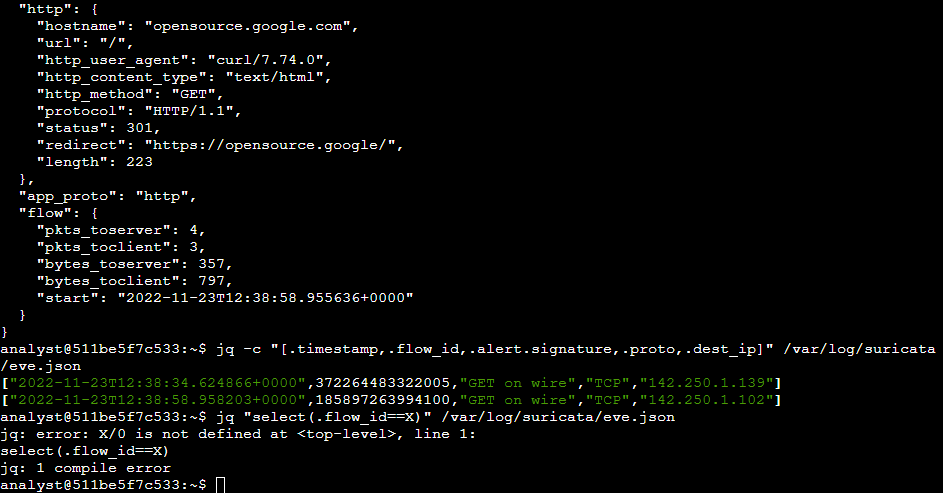 "http": {
    "hostname": "opensource.google.com",
    "url": "/",
    "http_user_agent": "curl/7.74.0",
    "http_content_type": "text/html",
    "http_method": "GET",
    "protocol": "HTTP/1.1",
    "status": 301,
    "redirect": "https://opensource.google/",
    "length": 223
  },
  "app_proto": "http",
  "flow": {
    "pkts_toserver": 4,
    "pkts_toclient": 3,
    "bytes_toserver": 357,
    "bytes_toclient": 797,
    "start": "2022-11-23T12:38:58.955636+0000"
  }
}
analyst@511be5f7c533:~$ jq -c "[.timestamp,.flow_id,.alert.signature,.proto,.dest_ip]" /var/log/suricata
/eve.json
["2022-11-23T12:38:34.624866+0000",372264483322005,"GET on wire","TCP","142.250.1.139"]
["2022-11-23T12:38:58.958203+0000",185897263994100,"GET on wire","TCP","142.250.1.102"]
analyst@511be5f7c533:~$ jq "select(.flow_id==X)" /var/log/suricata/eve.json
jq: error: X/0 is not defined at <top-level>, line 1:
select(.flow_id==X)
jq: 1 compile error
analyst@511be5f7c533:~$